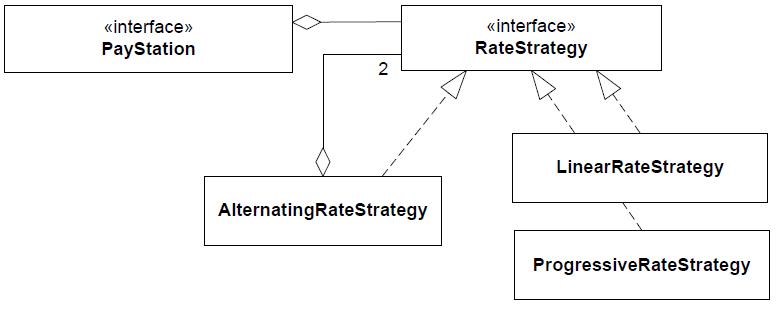 «interface»
PayStation
«interface»
RateStrategy
2
LinearRateStrategy
AlternatingRateStrategy
ProgressiveRateStrategy